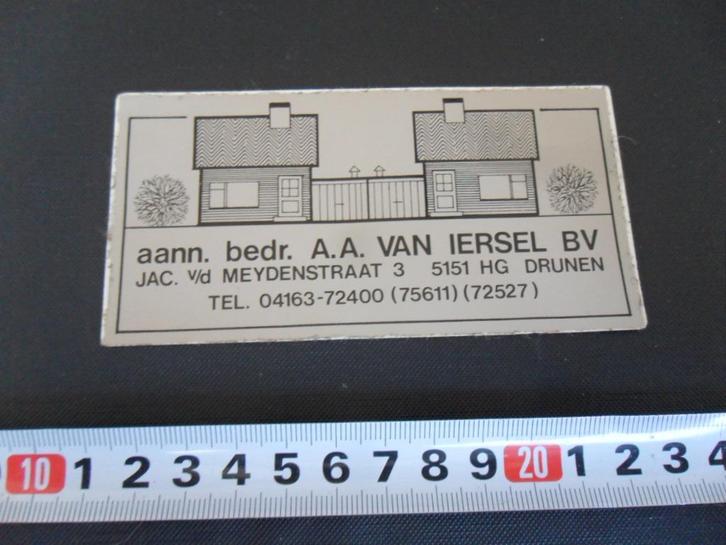 aann. bedr. A.A. VAN IERSEL BV
JAC. v/d MEYDENSTRAAT 3 5151 HG DRUNEN
TEL. 04163-72400 (75611) (72527)
10 1 2 3 4 5 6 7 8 9 20 1 2 3 4